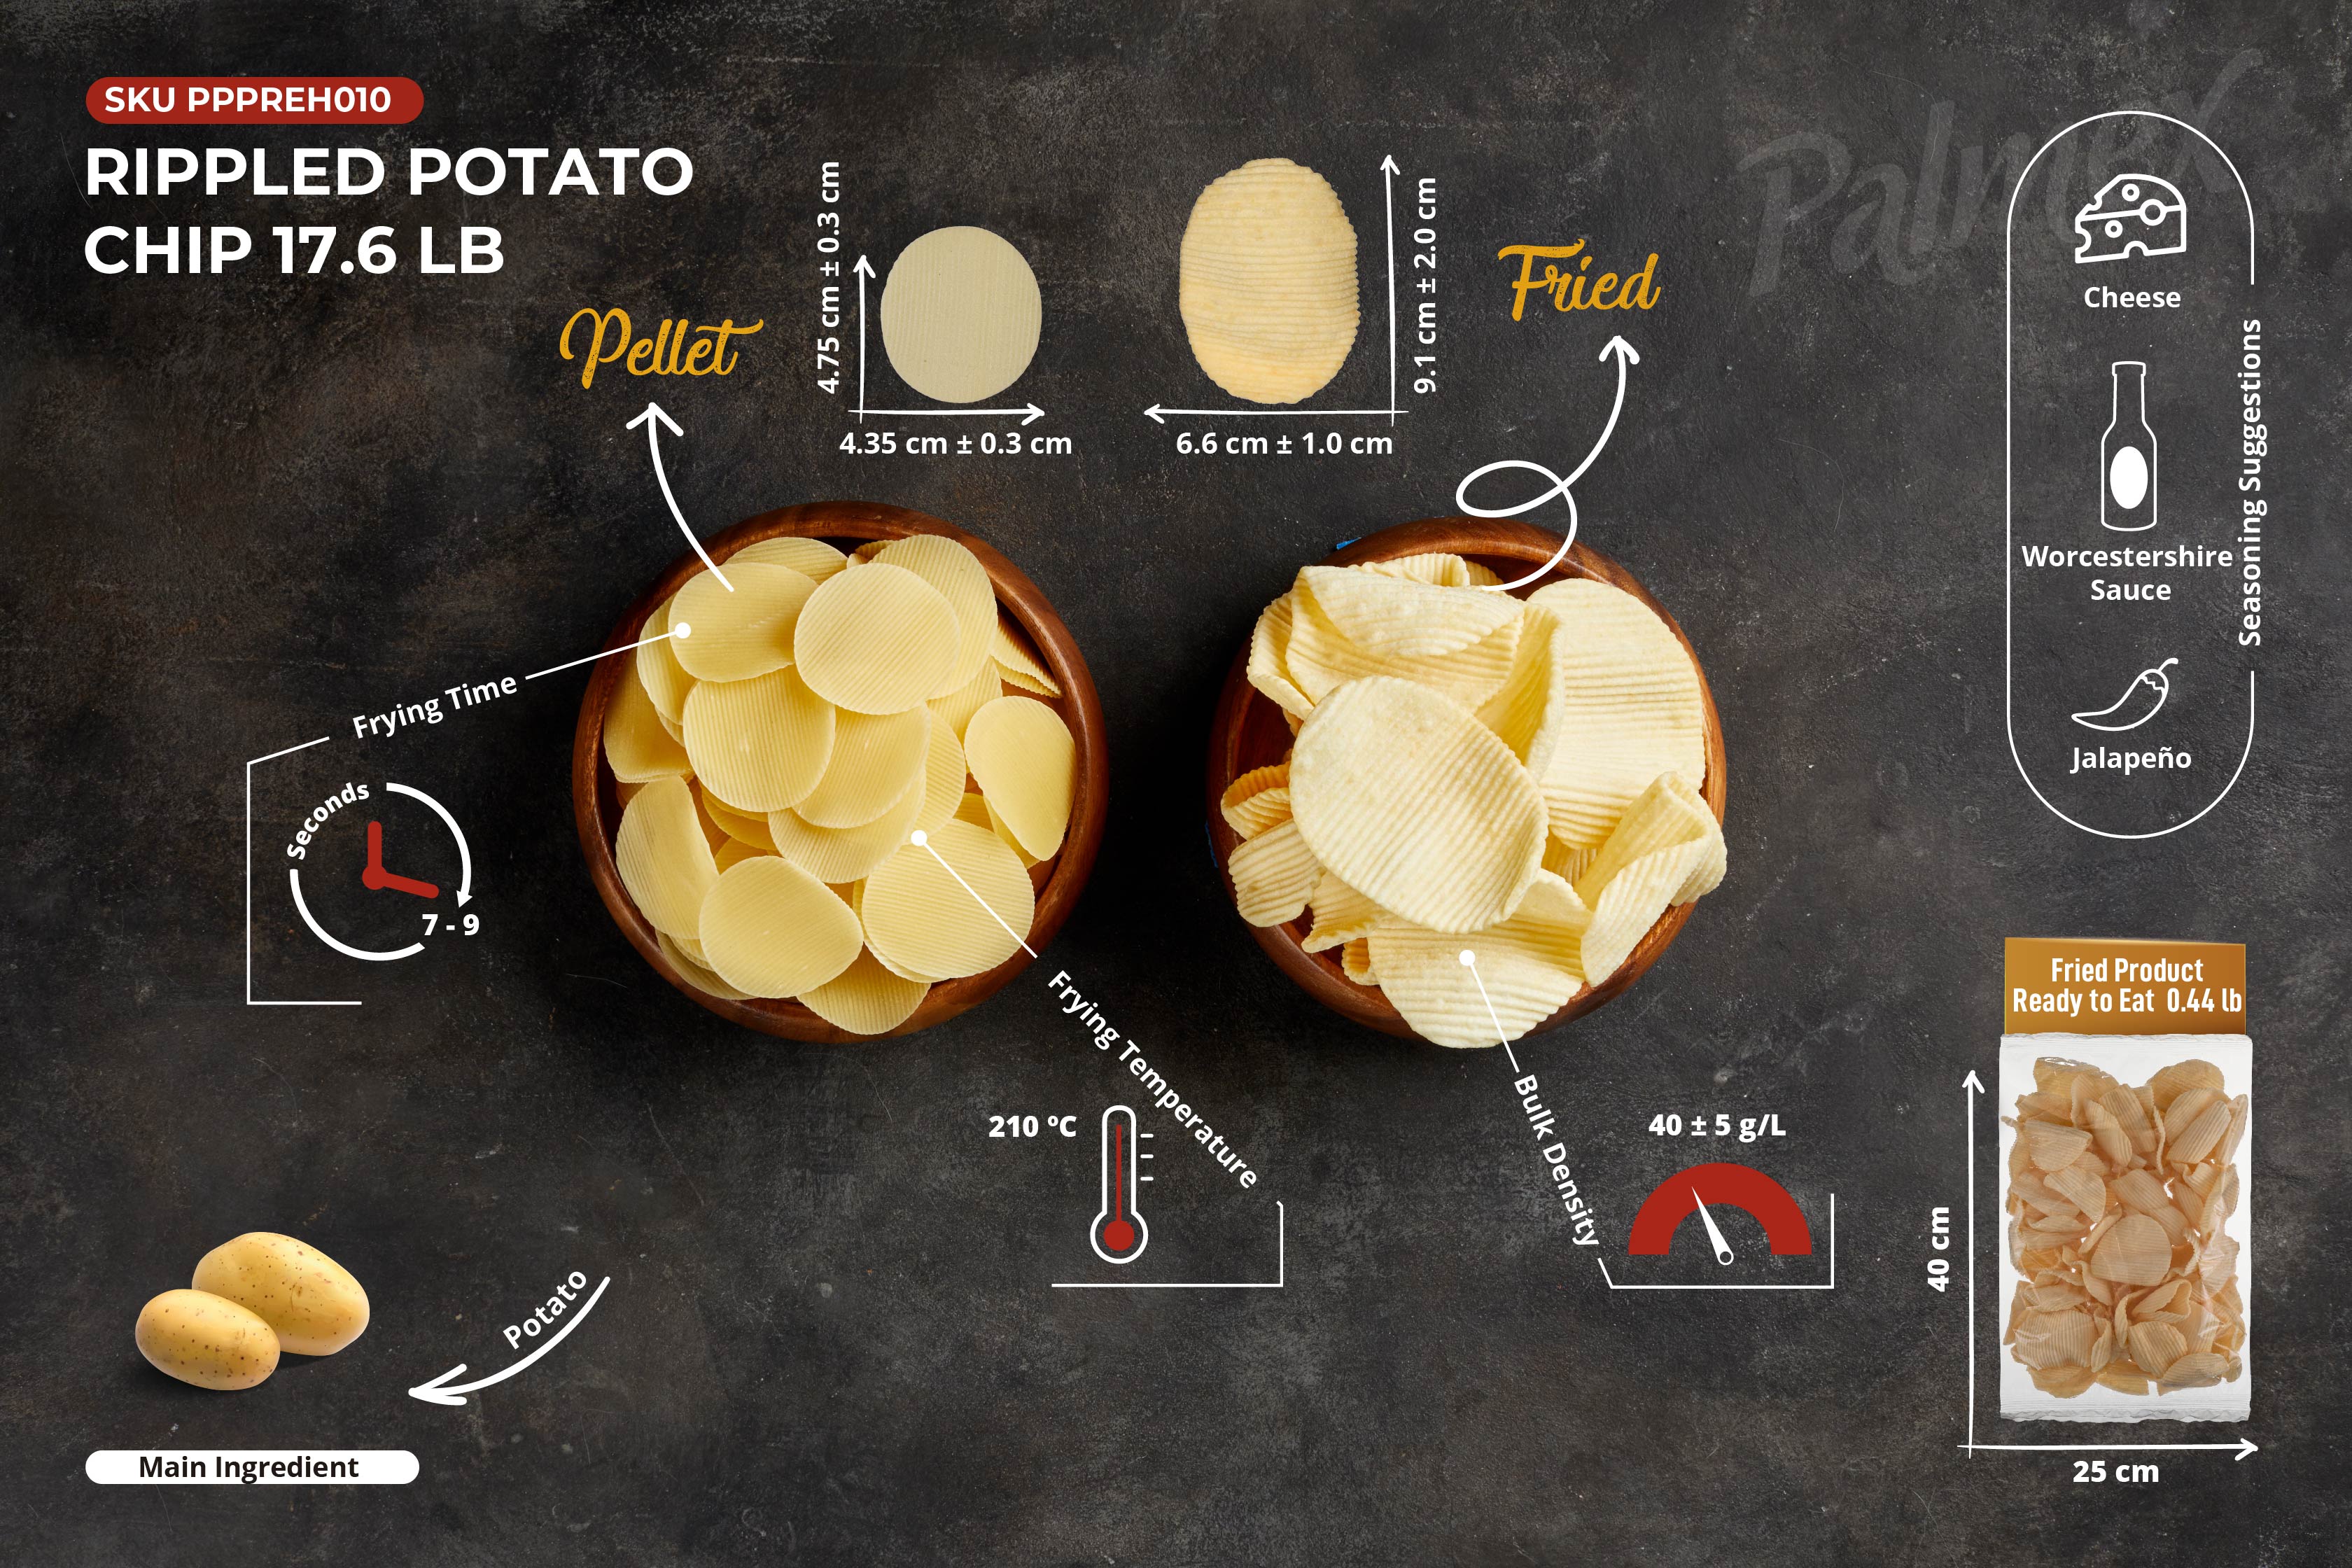 SKU PPPREH010
RIPPLED POTATO
CHIP 17.6 LB
Pellet
4.75 cm ± 0.3 cm
4.35 cm ± 0.3 cm
9.1 cm ± 2.0 cm
6.6 cm ± 1.0 cm
Fried
Palmex
Cheese
Worcestershire
Sauce
Jalapeño
Seasoning Suggestions
Frying Time
Seconds
7 - 9
Frying Temperature
210 ºC
Bulk Density
40 ± 5 g/L
Fried Product
Ready to Eat 0.44 lb
40 cm
25 cm
Potato
Main Ingredient